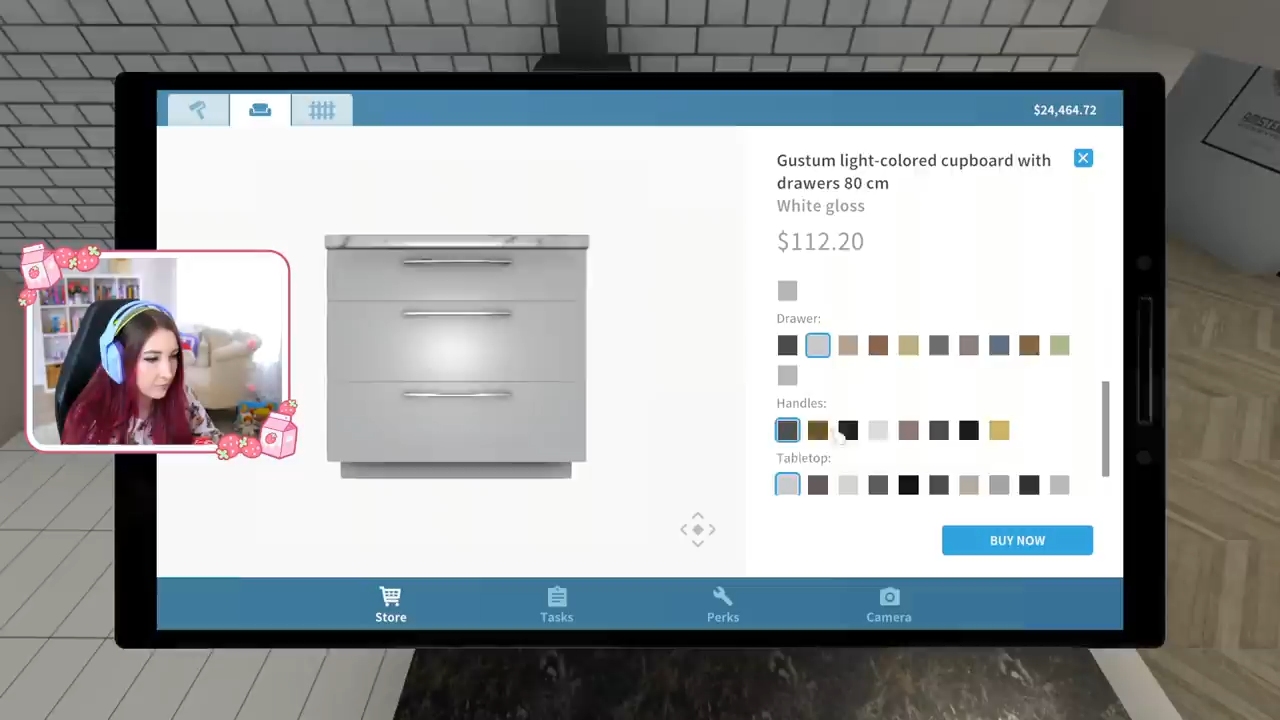 $24,464.72
Gustum light-colored cupboard with
drawers 80 cm
White gloss
$112.20
Drawer:
Handles:
Tabletop:
BUY NOW
Store
Tasks
Perks
Camera